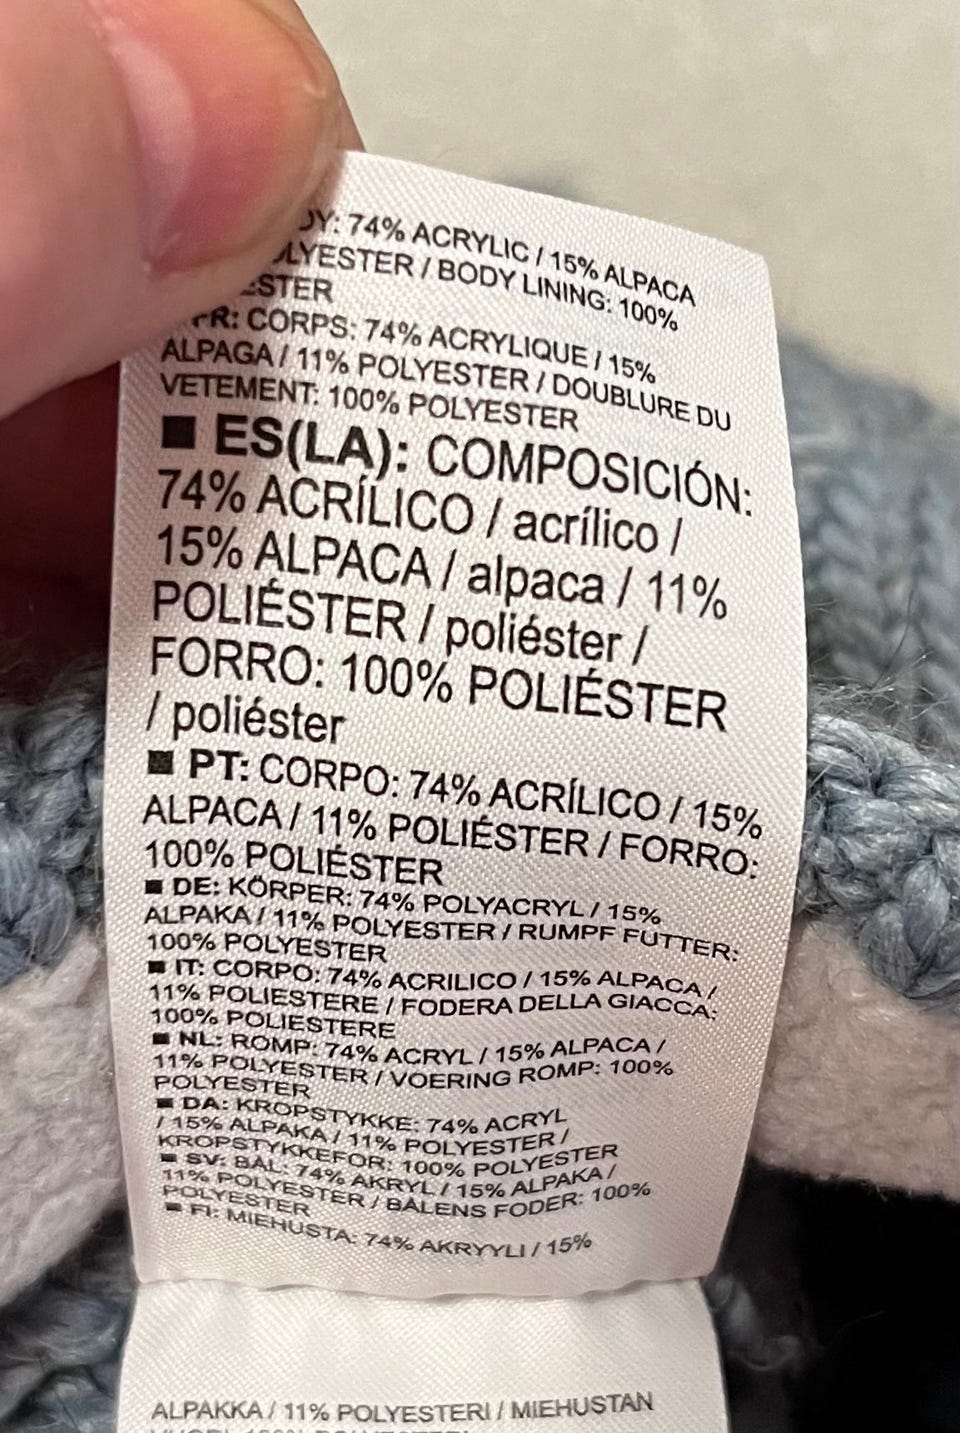 74% ACRYLIC / 15% ALPACA
/ BODY LINING: 100%
CORPS: 74% ACRYLIQUE / 15%
ALPAGA / 11% POLYESTER / DOUBLURE DU
VETEMENT: 100% POLYESTER
■ ES(LA): COMPOSICIÓN:
74% ACRÍLICO / acrílico /
15% ALPACA / alpaca / 11%
POLIÉSTER / poliéster /
FORRO: 100% POLIÉSTER
/ poliéster
■ PT: CORPO: 74% ACRÍLICO / 15%
ALPACA / 11% POLIÉSTER / FORRO:
100% POLIÉSTER
■ DE: KÖRPER: 74% POLYACRYL / 15%
ALPAKA / 11% POLYESTER / RUMPF FUTTER:
100% POLYESTER
■ IT: CORPO: 74% ACRILICO / 15% ALPACA /
11% POLIESTERE / FODERA DELLA GIACCA:
100% POLIESTERE
■ NL: ROMP: 74% ACRYL / 15% ALPACA /
11% POLYESTER / VOERING ROMP: 100%
POLYESTER
■ DA: KROPSTYKKE: 74% ACRYL
/ 15% ALPAKA / 11% POLYESTER /
KROPSTYKKEFOR: 100% POLYESTER
■ SV: BÅL: 74% AKRYL / 15% ALPAKA /
11% POLYESTER / BÅLENS FODER: 100%
POLYESTER
■ FI: MIEHUSTA: 74% AKRYYLI / 15%
ALPAKKA / 11% POLYESTERI / MIEHUSTAN